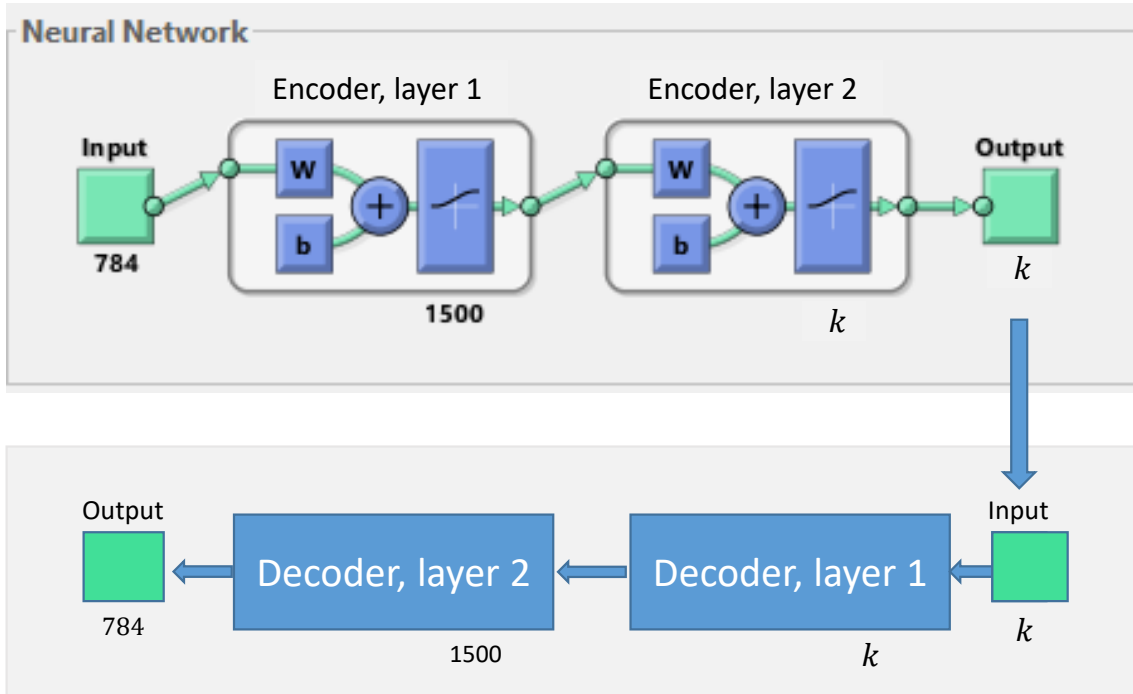 Neural Network
Encoder, layer 1
Encoder, layer 2
Input
W
b
+
W
b
+
Output
784
1500
k
k
Output
Decoder, layer 2
Decoder, layer 1
Input
784
1500
k
k